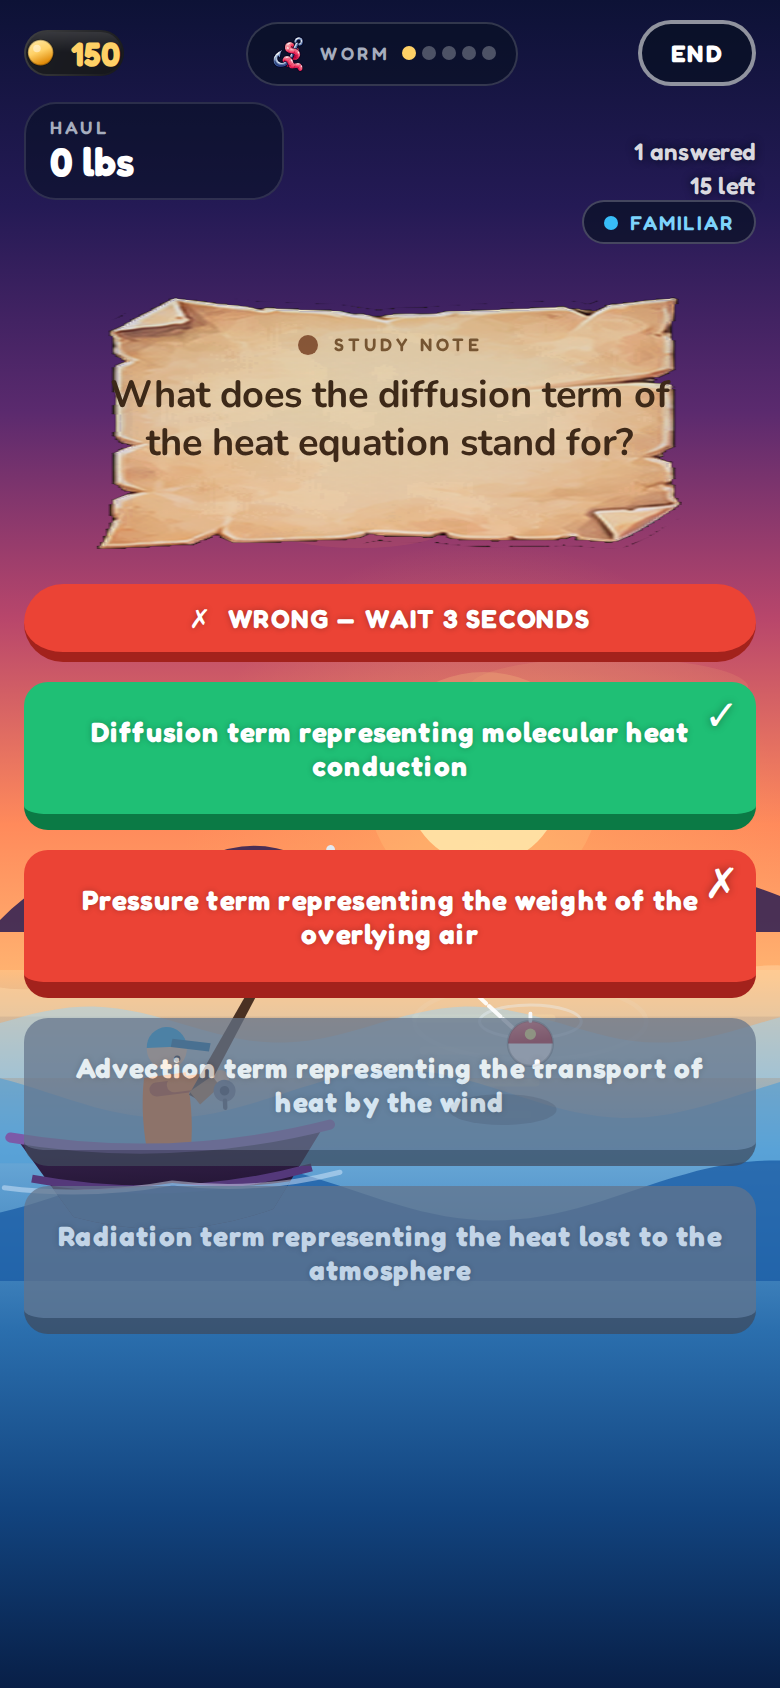 150
WORM
END
HAUL
0 lbs
1 answered
15 left
FAMILIAR
STUDY NOTE
What does the diffusion term of
the heat equation stand for?
✗ WRONG — WAIT 3 SECONDS
Diffusion term representing molecular heat
conduction
✓
Pressure term representing the weight of the
overlying air
✗
Advection term representing the transport of
heat by the wind
Radiation term representing the heat lost to the
atmosphere